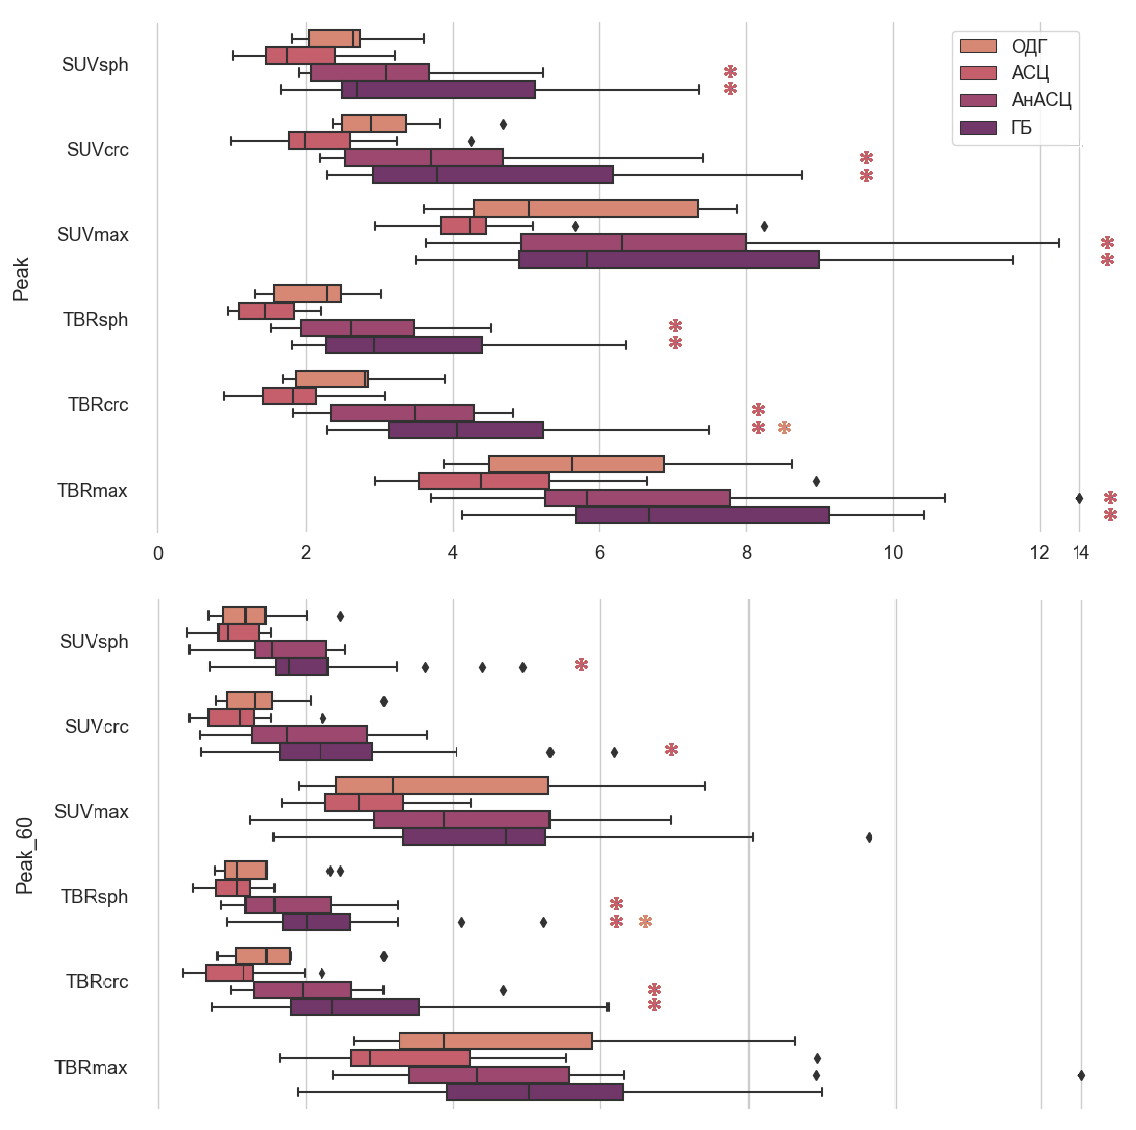 ОДГ
АСЦ
АнАСЦ
ГБ
Peak
SUVsph
SUVcrc
SUVmax
TBRsph
TBRcrc
TBRmax
0 2 4 6 8 10 12 14
Peak_60
SUVsph
SUVcrc
SUVmax
TBRsph
TBRcrc
TBRmax